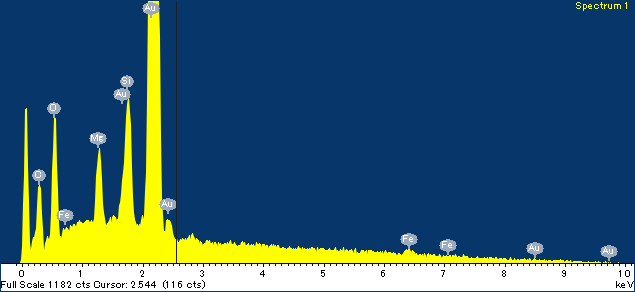 Spectrum 1
Au
Si
Au
O
Mg
O
Fe
Au
Fe
Fe
Au
Au
0 1 2 3 4 5 6 7 8 9 10
Full Scale 1182 cts Cursor: 2.544 (116 cts) keV